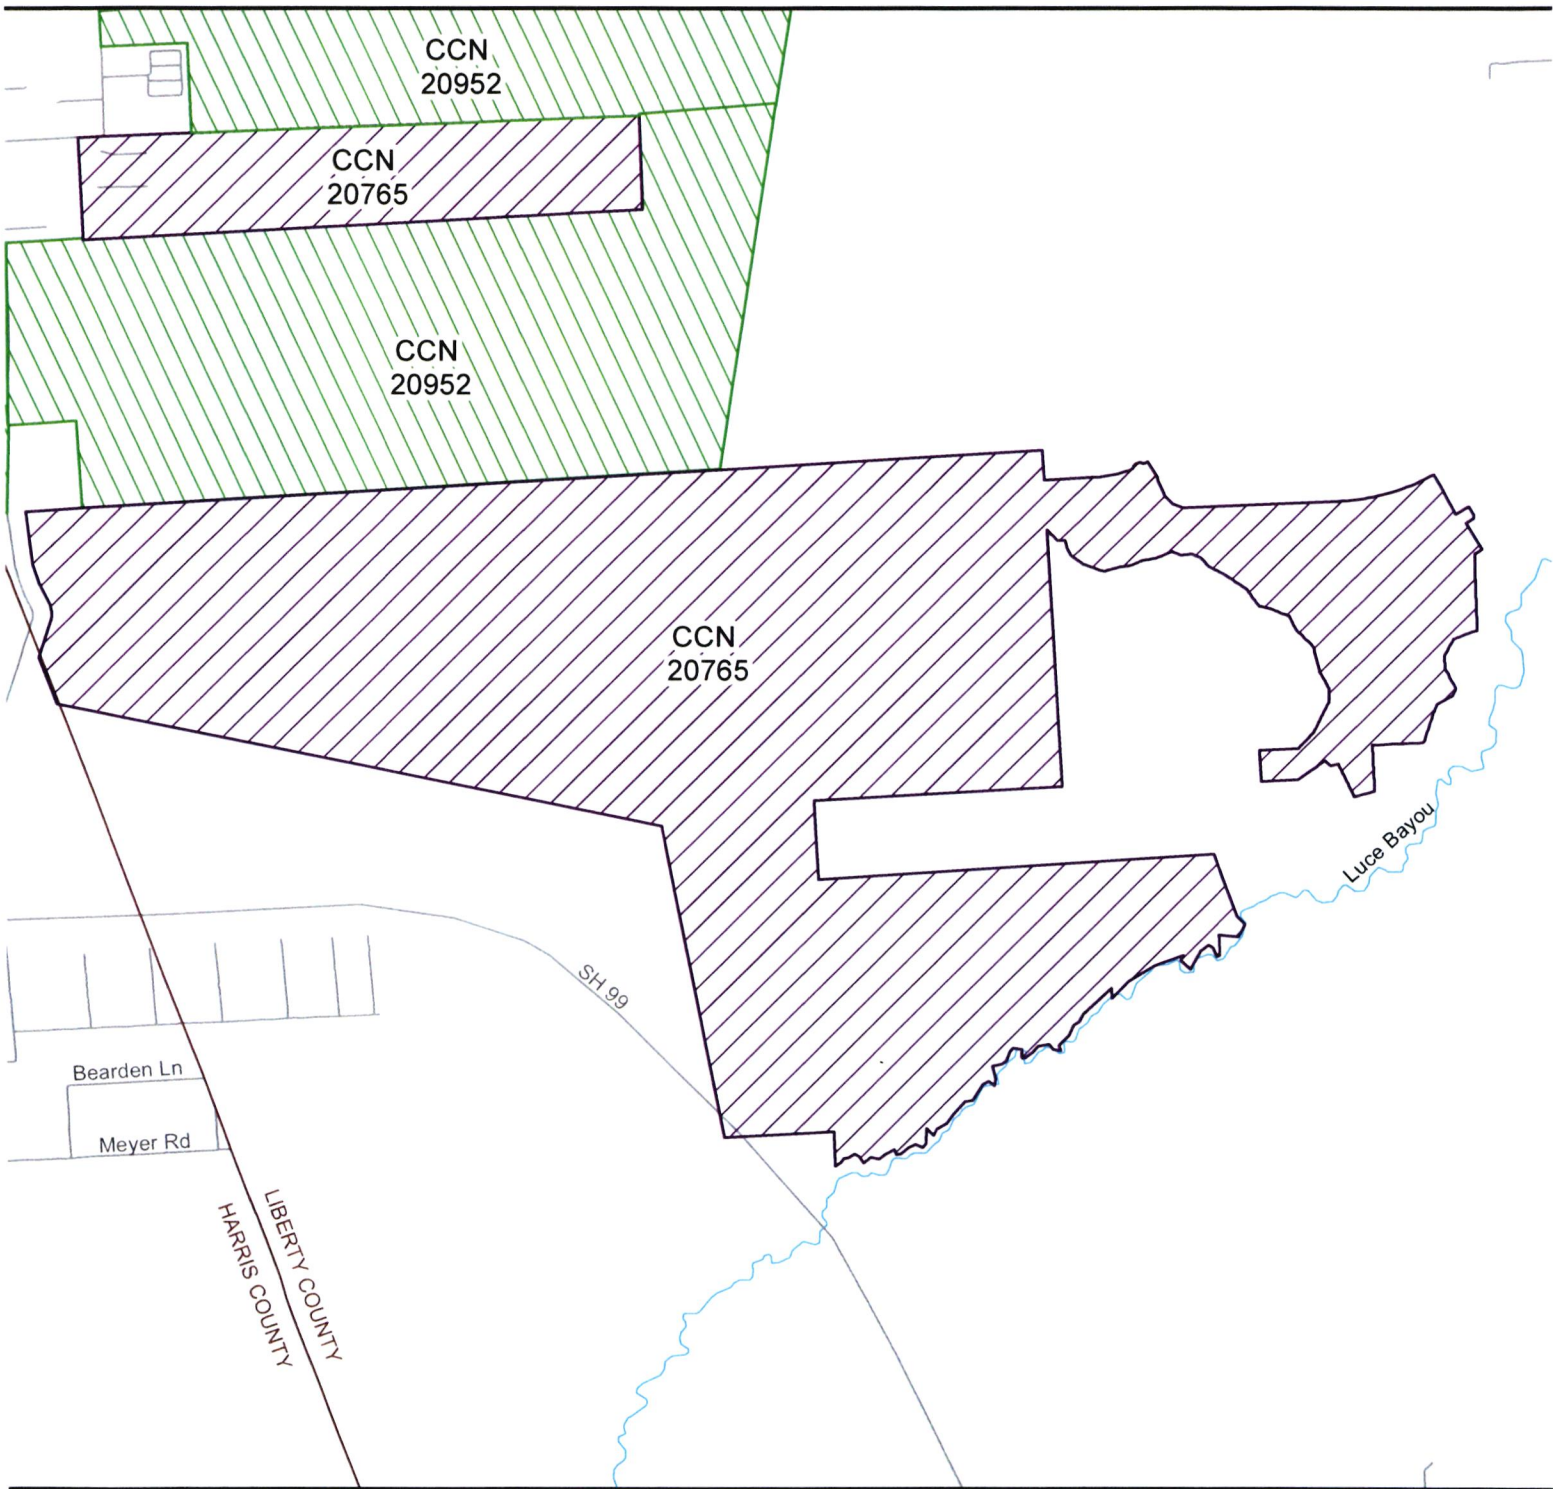 CCN
20952
CCN
20765
CCN
20952
CCN
20765
Luce Bayou
SH 99
Bearden Ln
Meyer Rd
LIBERTY COUNTY
HARRIS COUNTY